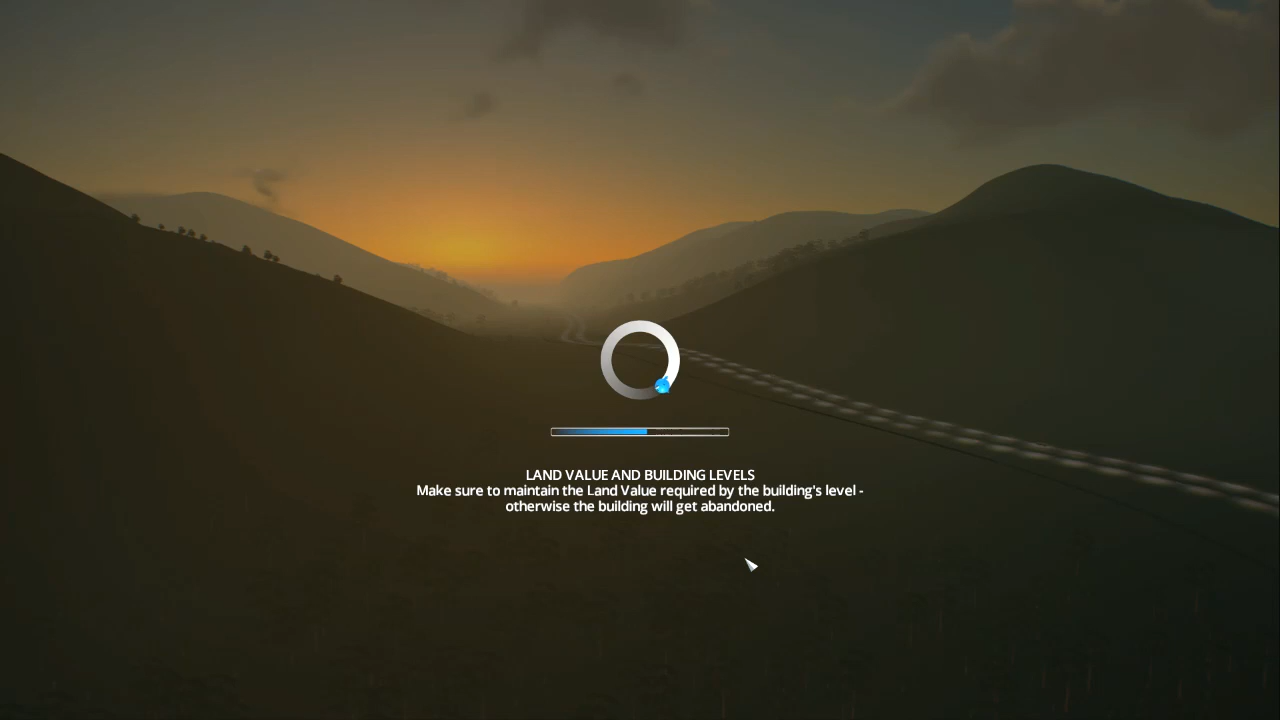 LAND VALUE AND BUILDING LEVELS
Make sure to maintain the Land Value required by the building's level -
otherwise the building will get abandoned.